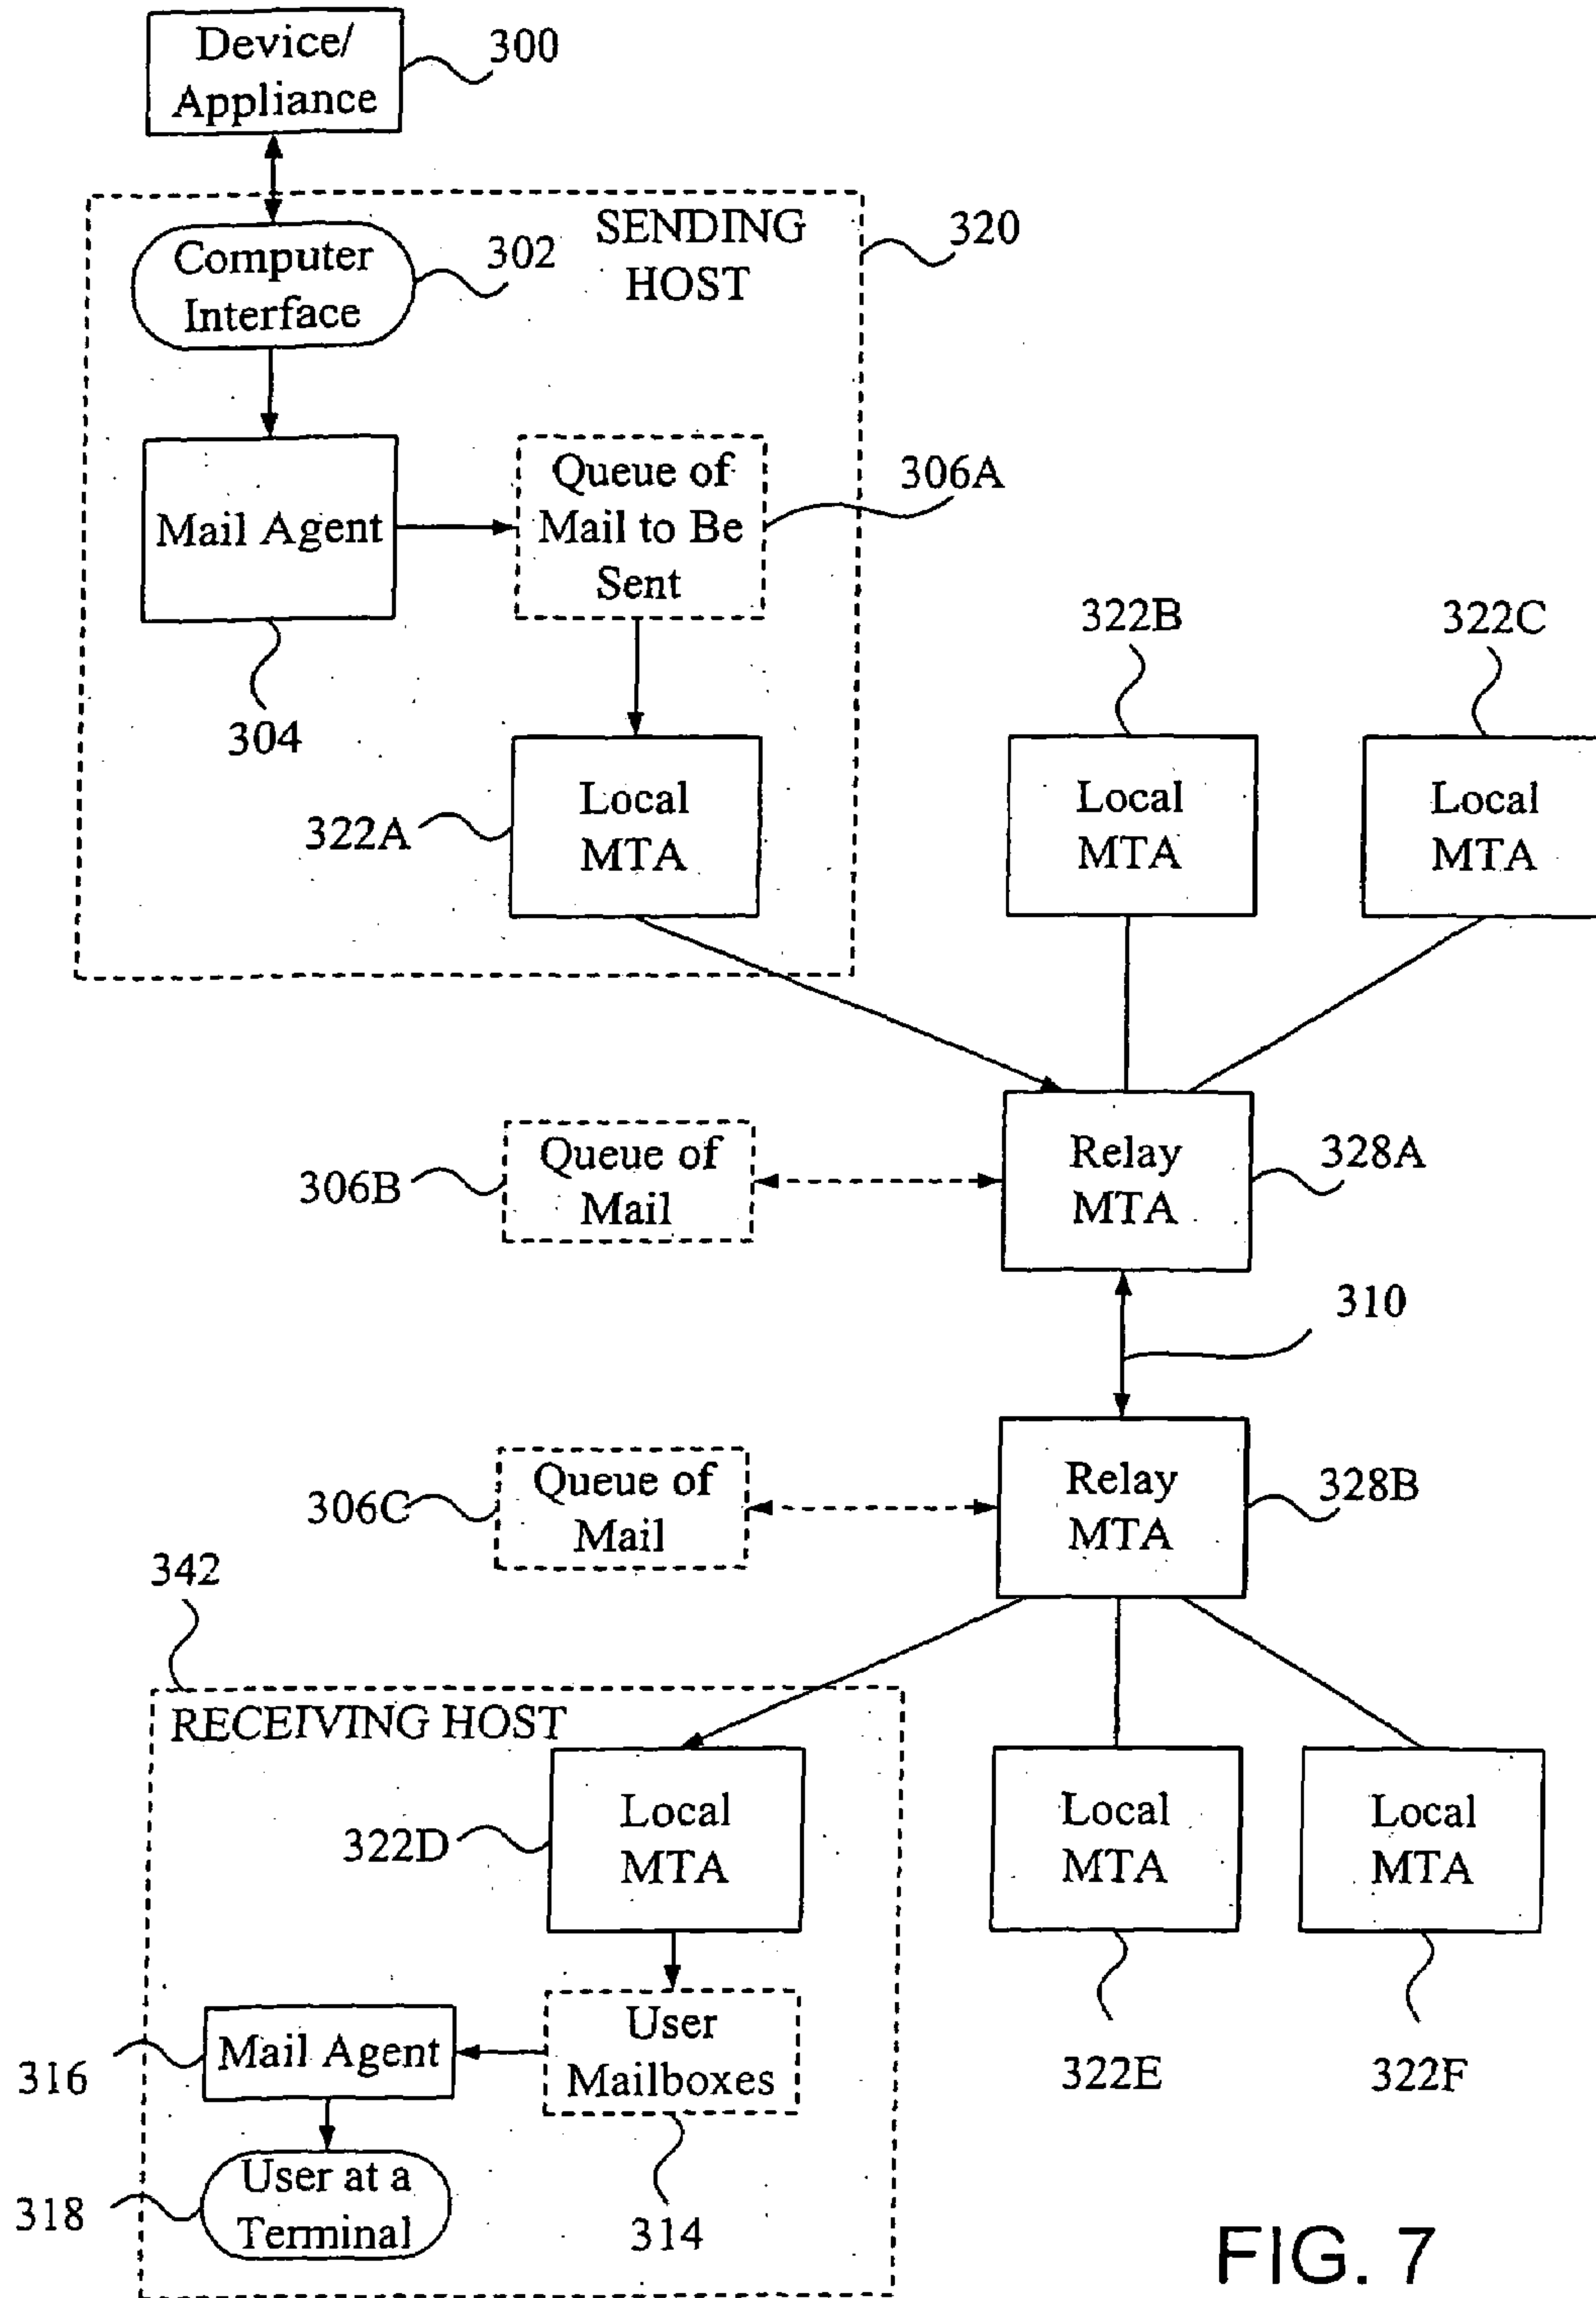 Device/
Appliance
300
SENDING
HOST
320
Computer
Interface
302
Mail Agent
304
Queue of
Mail to Be
Sent
306A
322B
322C
322A
Local
MTA
Local
MTA
Local
MTA
306B
Queue of
Mail
Relay
MTA
328A
310
306C
Queue of
Mail
Relay
MTA
328B
342
RECEIVING HOST
322D
Local
MTA
Local
MTA
Local
MTA
322E
322F
316
Mail Agent
User
Mailboxes
314
318
User at a
Terminal
FIG. 7